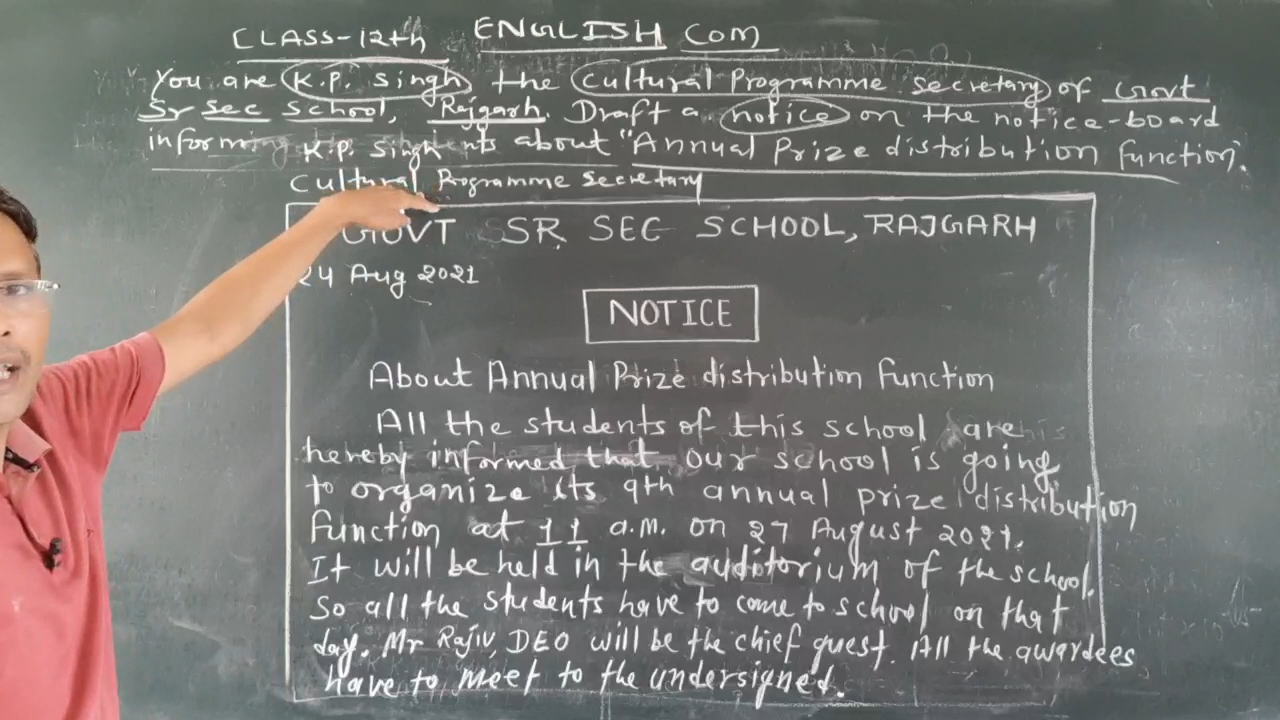 CLASS-12th ENGLISH COM
You are K.P. Singh the Cultural Programme secretary of Govt
Sr Sec School, Rajgarh. Draft a notice on the notice-board
informing about "Annual Prize distribution function".
K.P. Singh
Cultural Programme Secretary
GOVT SR SEC SCHOOL, RAJGARH
24 Aug 2021
NOTICE
About Annual Prize distribution function
All the students of this school are
hereby informed that our school is going
to organize its 9th annual prize distribution
function at 11 a.m. on 27 August 2021.
It will be held in the auditorium of the school.
So all the students have to come to school on that
day. Mr Rajiv, DEO will be the chief guest. All the awardees
have to meet to the undersigned.